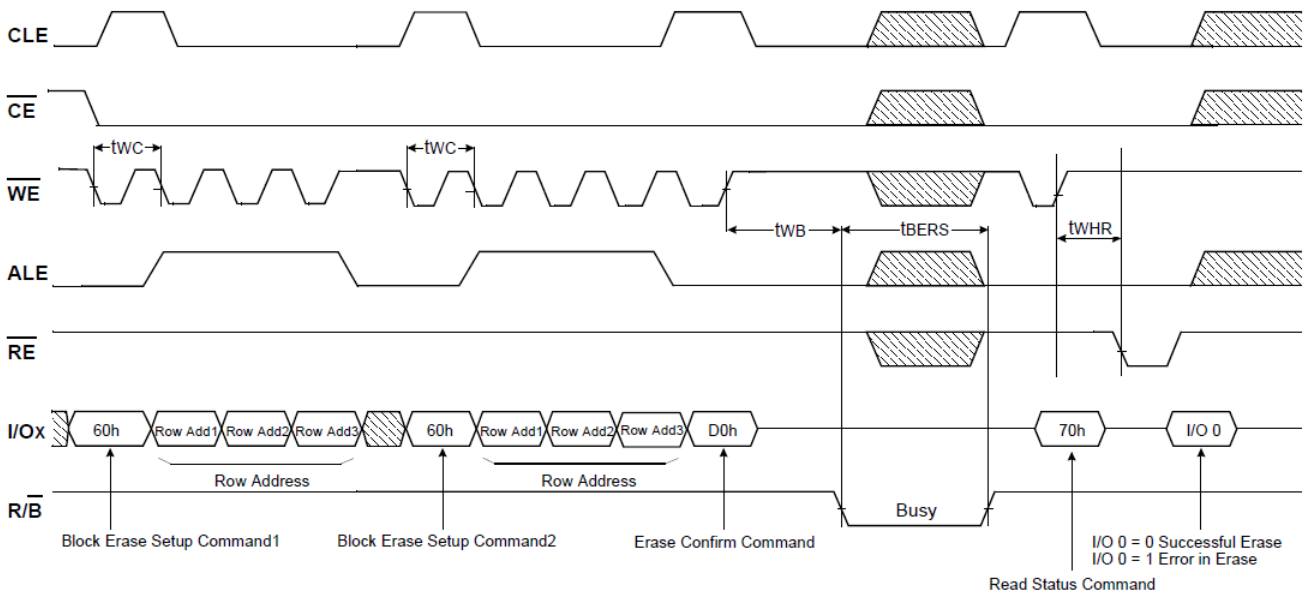 CLE
CE
tWC
tWC
WE
tWB
tBERS
tWHR
ALE
RE
I/Ox
60h
Row Add1
Row Add2
Row Add3
60h
Row Add1
Row Add2
Row Add3
D0h
70h
I/O 0
Row Address
Row Address
R/B
Busy
Block Erase Setup Command1
Block Erase Setup Command2
Erase Confirm Command
I/O 0 = 0 Successful Erase
I/O 0 = 1 Error in Erase
Read Status Command